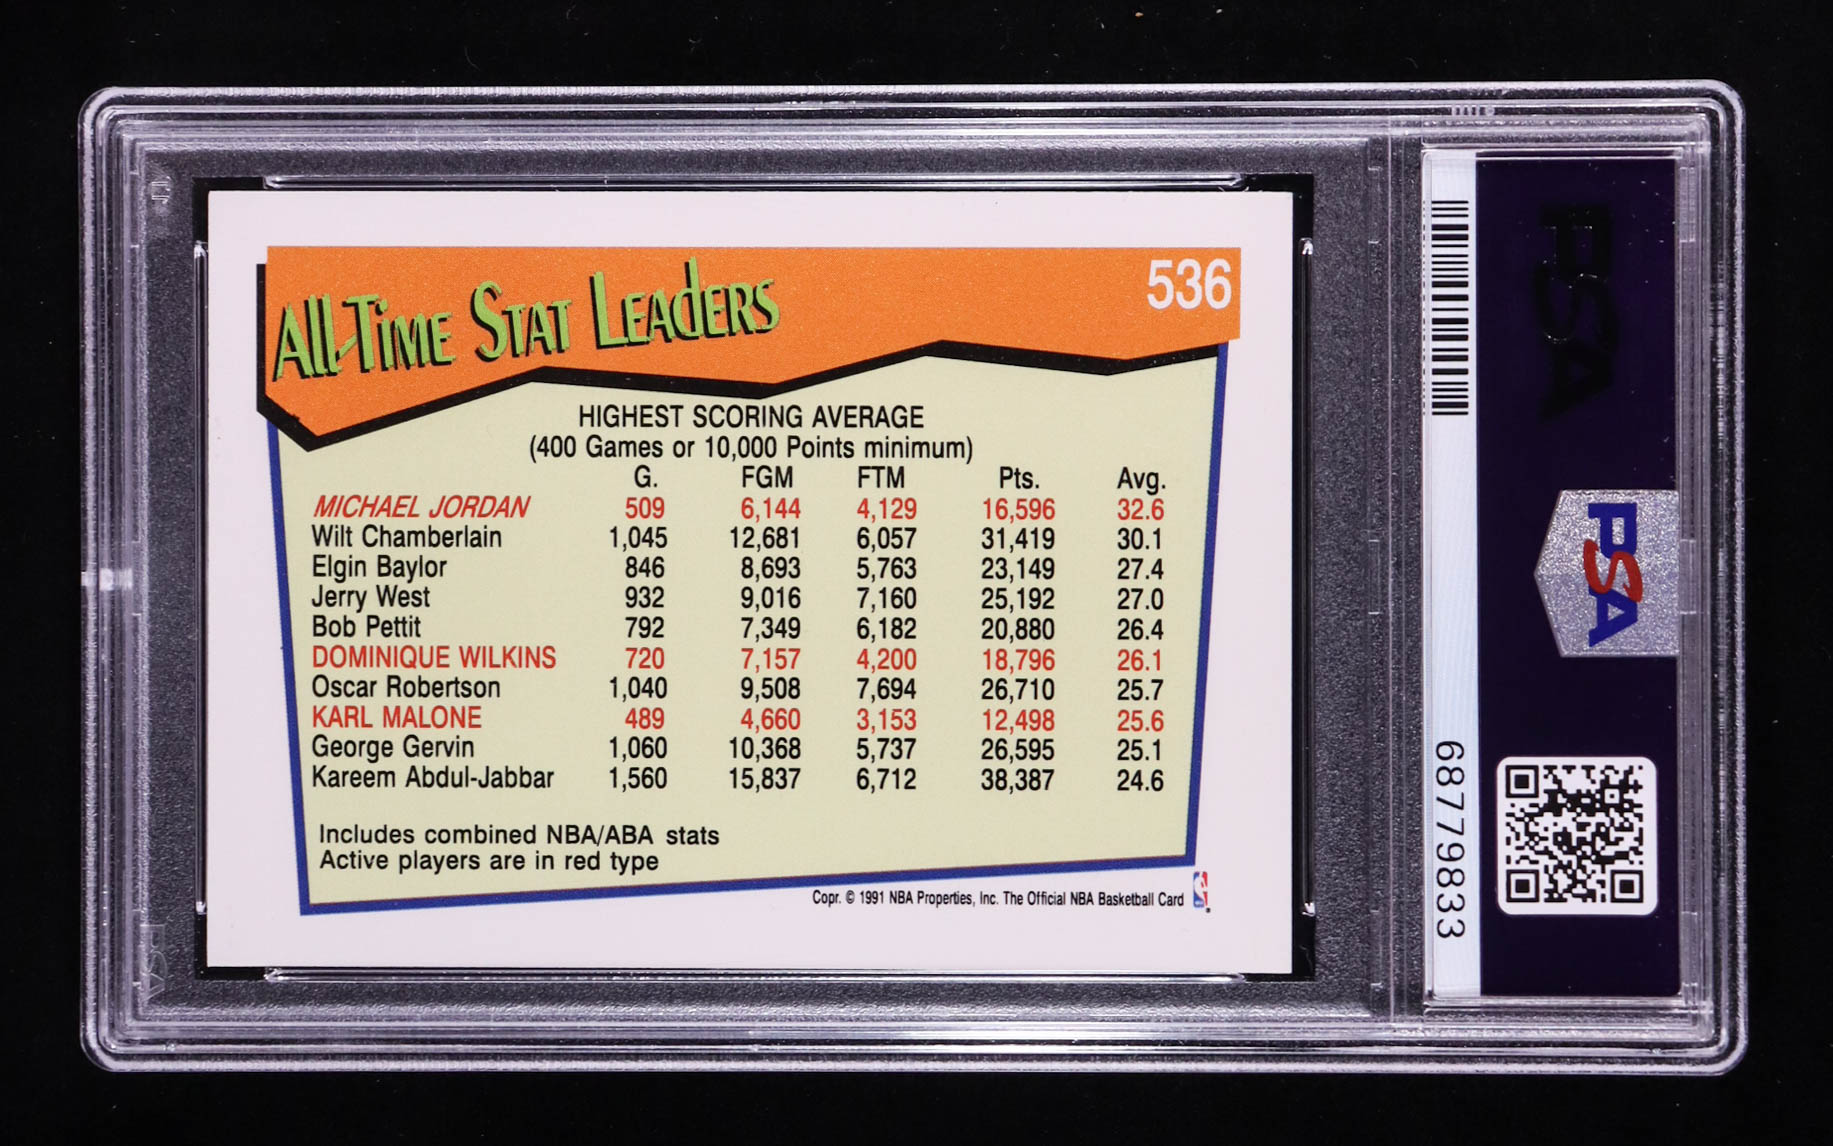 All-Time Stat Leaders
536
HIGHEST SCORING AVERAGE
(400 Games or 10,000 Points minimum)
G. FGM FTM Pts. Avg.
MICHAEL JORDAN 509 6,144 4,129 16,596 32.6
Wilt Chamberlain 1,045 12,681 6,057 31,419 30.1
Elgin Baylor 846 8,693 5,763 23,149 27.4
Jerry West 932 9,016 7,160 25,192 27.0
Bob Pettit 792 7,349 6,182 20,880 26.4
DOMINIQUE WILKINS 720 7,157 4,200 18,796 26.1
Oscar Robertson 1,040 9,508 7,694 26,710 25.7
KARL MALONE 489 4,660 3,153 12,498 25.6
George Gervin 1,060 10,368 5,737 26,595 25.1
Kareem Abdul-Jabbar 1,560 15,837 6,712 38,387 24.6
Includes combined NBA/ABA stats
Active players are in red type
Copr. © 1991 NBA Properties, Inc. The Official NBA Basketball Card
PSA
PSA
68779833